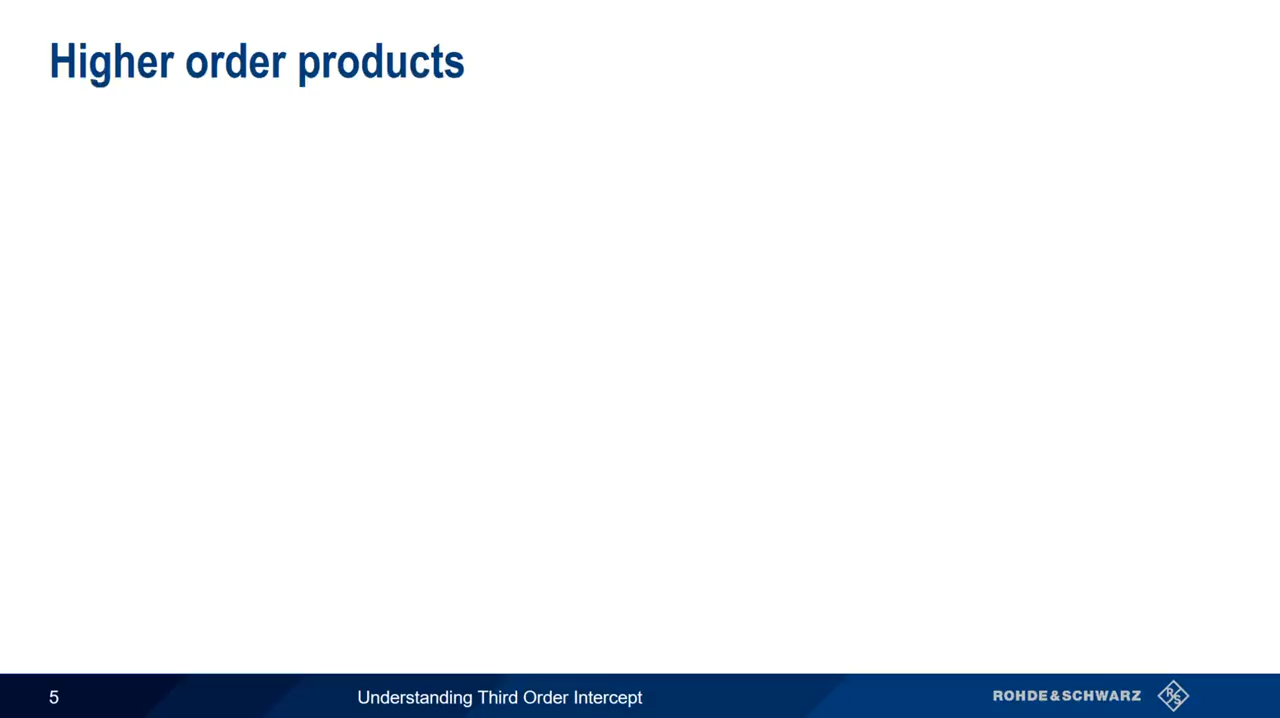 Higher order products
5
Understanding Third Order Intercept
ROHDE&SCHWARZ
R
S